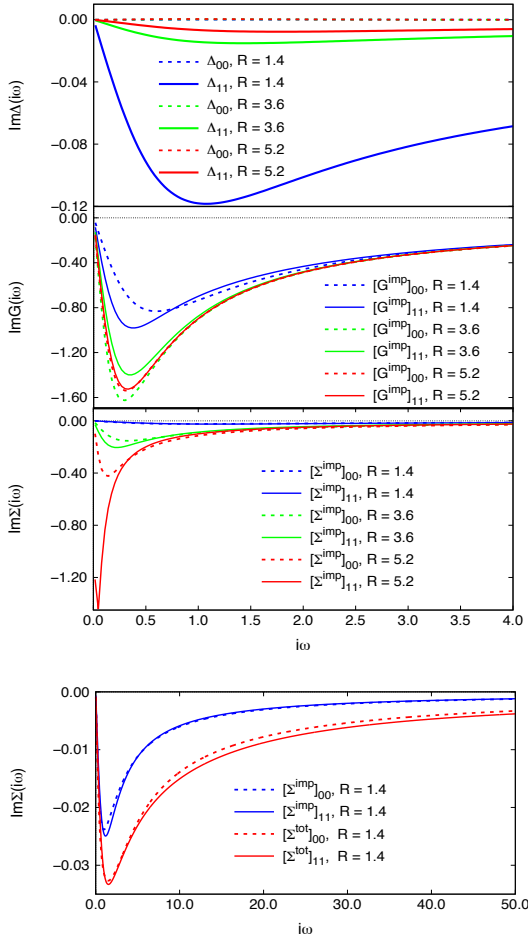 0.00
−0.04
−0.08
−0.12
ImΔ(iω)
Δ00, R = 1.4
Δ11, R = 1.4
Δ00, R = 3.6
Δ11, R = 3.6
Δ00, R = 5.2
Δ11, R = 5.2
0.00
−0.40
−0.80
−1.20
−1.60
ImG(iω)
[G^imp]00, R = 1.4
[G^imp]11, R = 1.4
[G^imp]00, R = 3.6
[G^imp]11, R = 3.6
[G^imp]00, R = 5.2
[G^imp]11, R = 5.2
0.00
−0.40
−0.80
−1.20
ImΣ(iω)
[Σ^imp]00, R = 1.4
[Σ^imp]11, R = 1.4
[Σ^imp]00, R = 3.6
[Σ^imp]11, R = 3.6
[Σ^imp]00, R = 5.2
[Σ^imp]11, R = 5.2
0.0 0.5 1.0 1.5 2.0 2.5 3.0 3.5 4.0
iω
0.00
−0.01
−0.02
−0.03
ImΣ(iω)
[Σ^imp]00, R = 1.4
[Σ^imp]11, R = 1.4
[Σ^tot]00, R = 1.4
[Σ^tot]11, R = 1.4
0.0 10.0 20.0 30.0 40.0 50.0
iω